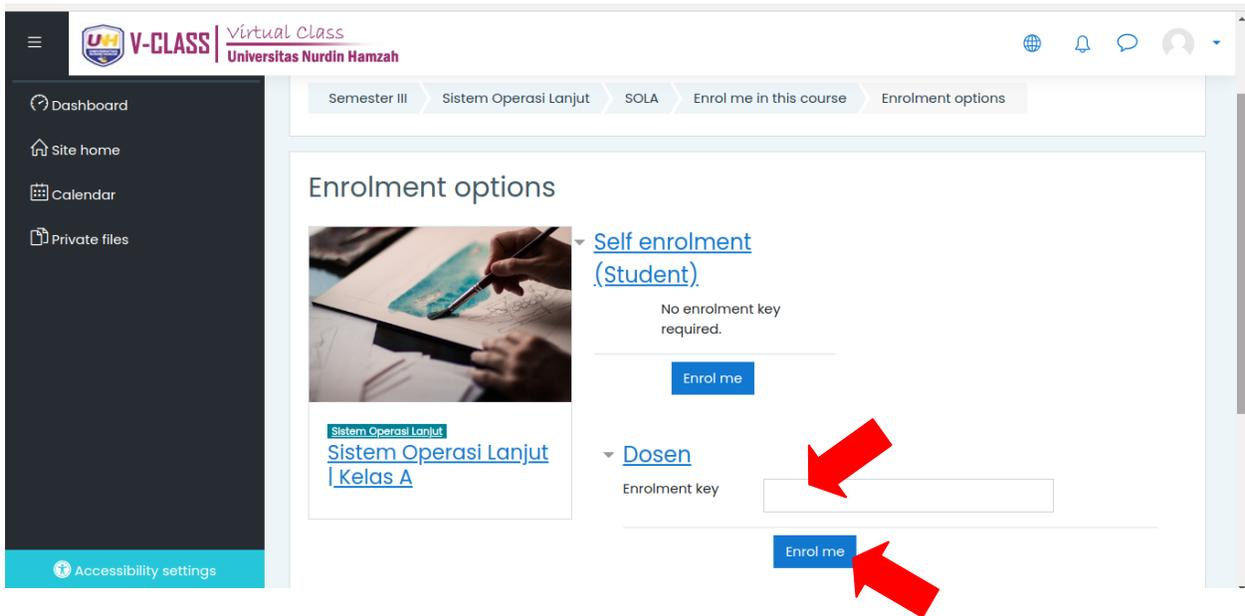 V-CLASS
Virtual Class
Universitas Nurdin Hamzah
Dashboard
Site home
Calendar
Private files
Accessibility settings
Semester III
Sistem Operasi Lanjut
SOLA
Enrol me in this course
Enrolment options
Enrolment options
Sistem Operasi Lanjut
Sistem Operasi Lanjut
| Kelas A
Self enrolment
(Student)
No enrolment key
required.
Enrol me
Dosen
Enrolment key
Enrol me